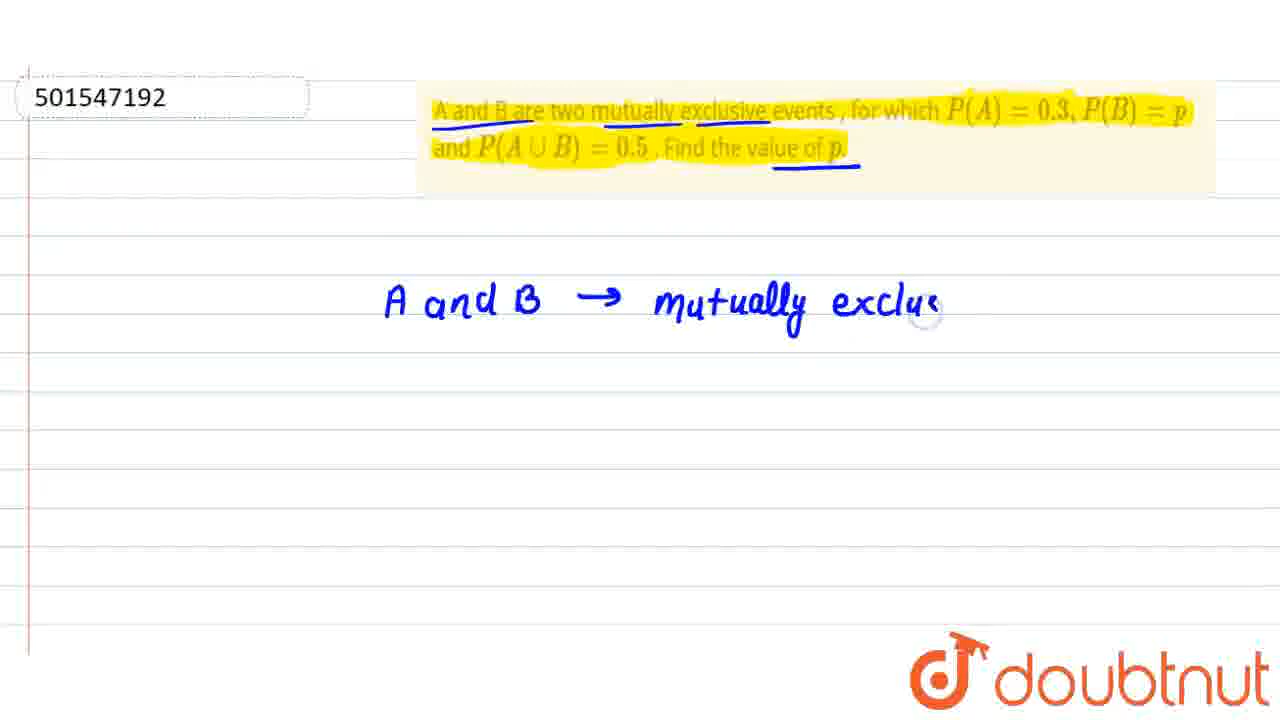 501547192
A and B are two mutually exclusive events , for which P(A) = 0.3, P(B) = p
and P(A ∪ B) = 0.5 . Find the value of p.
A and B → mutually exclus
doubtnut